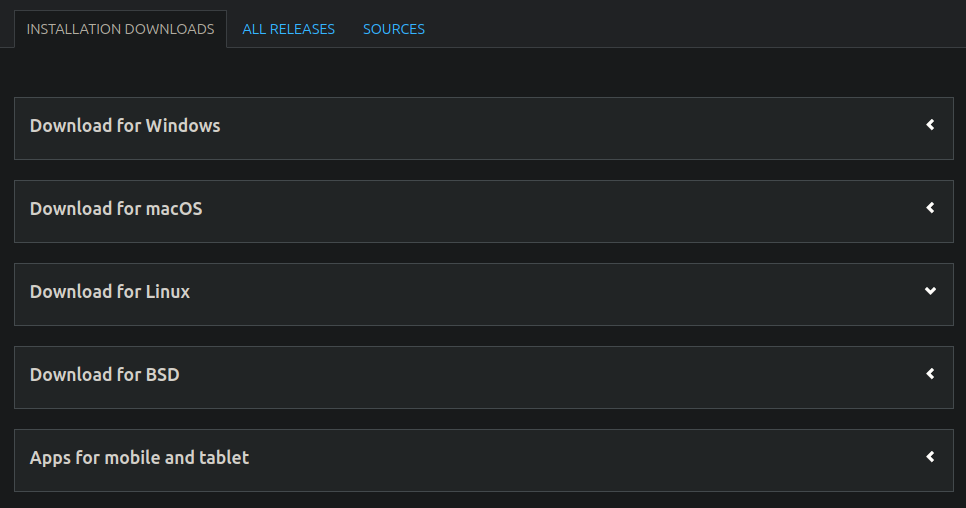 INSTALLATION DOWNLOADS ALL RELEASES SOURCES
Download for Windows
Download for macOS
Download for Linux
Download for BSD
Apps for mobile and tablet